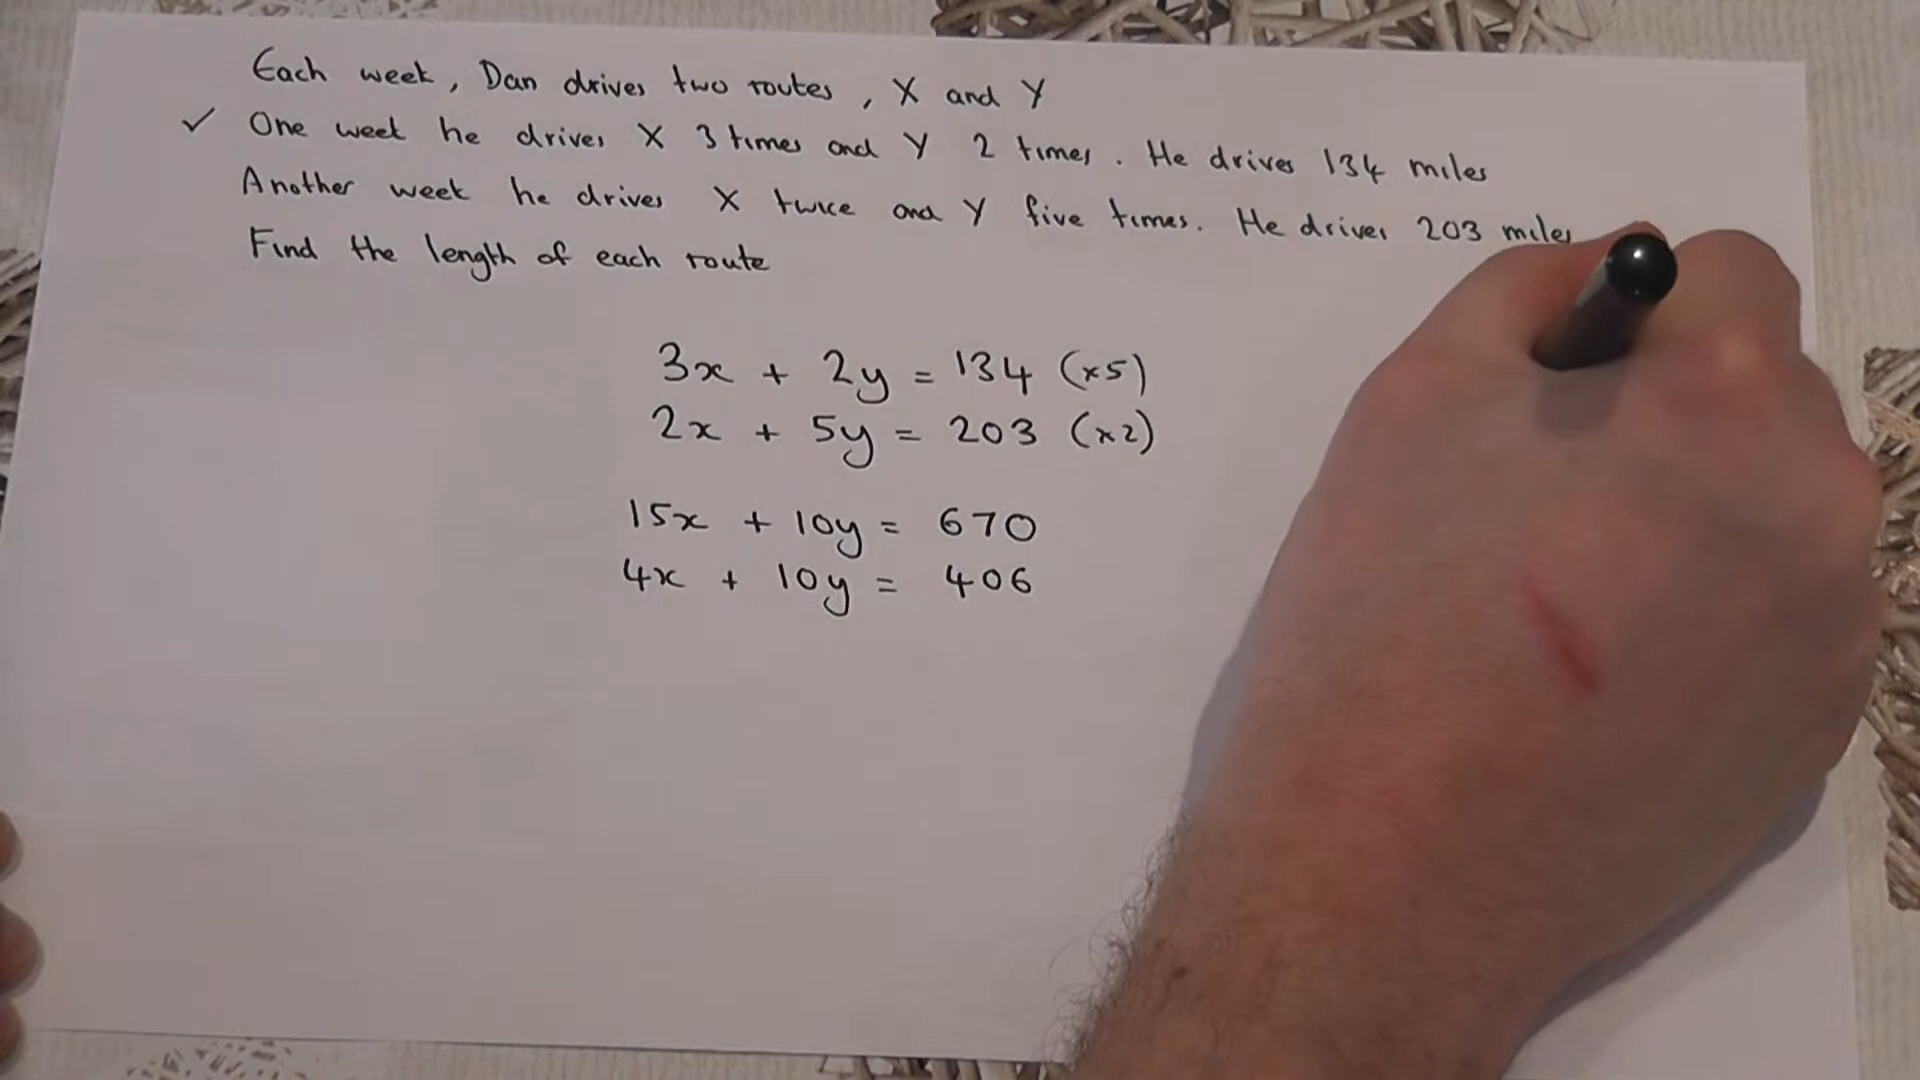 Each week, Dan drives two routes, X and Y
✓ One week he drives X 3 times and Y 2 times. He drives 134 miles
Another week he drives X twice and Y five times. He drives 203 miles
Find the length of each route
3x + 2y = 134 (×5)
2x + 5y = 203 (×2)
15x + 10y = 670
4x + 10y = 406